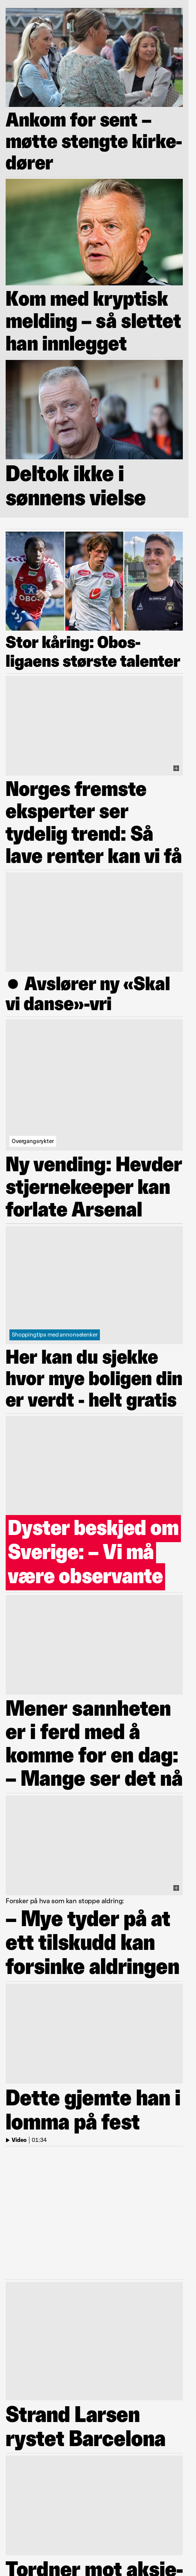 Ankom for sent –
møtte stengte kirke-
dører
Kom med kryptisk
melding – så slettet
han innlegget
Deltok ikke i
sønnens vielse
OBOS
Stor kåring: Obos-
ligaens største talenter
Norges fremste
eksperter ser
tydelig trend: Så
lave renter kan vi få
● Avslører ny «Skal
vi danse»-vri
Overgangsrykter
Ny vending: Hevder
stjernekeeper kan
forlate Arsenal
Shoppingtips med annonselenker
Her kan du sjekke
hvor mye boligen din
er verdt - helt gratis
Dyster beskjed om
Sverige: – Vi må
være observante
Mener sannheten
er i ferd med å
komme for en dag:
– Mange ser det nå
Forsker på hva som kan stoppe aldring:
– Mye tyder på at
ett tilskudd kan
forsinke aldringen
Dette gjemte han i
lomma på fest
Video | 01:34
Strand Larsen
rystet Barcelona
Tordner mot aksje-